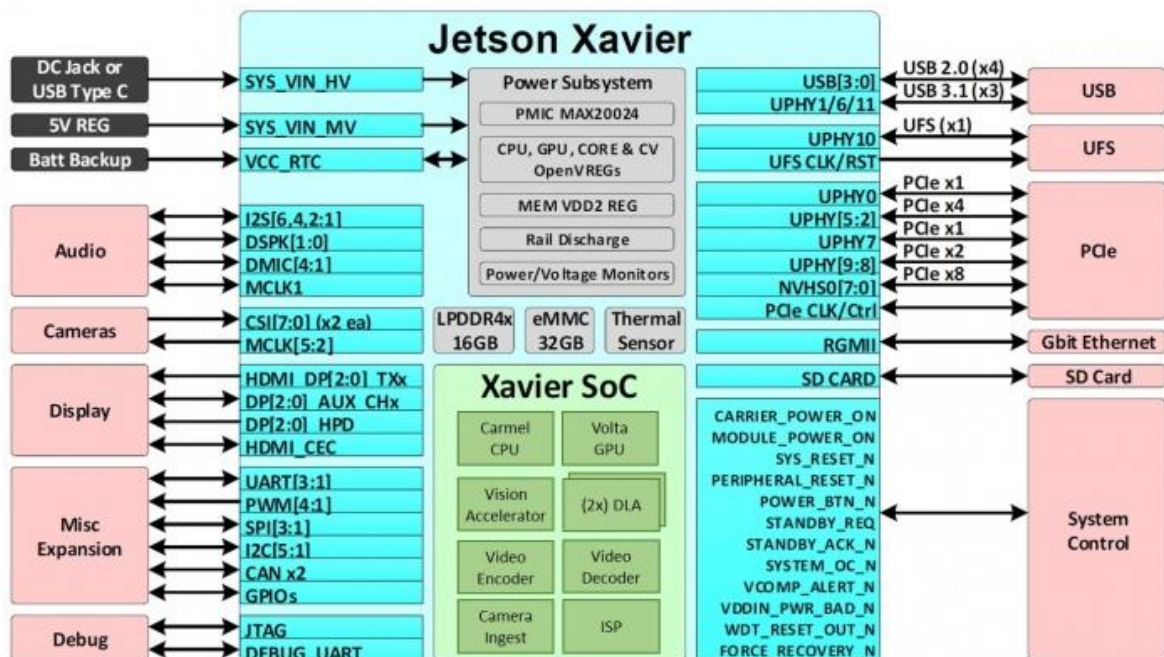 Jetson Xavier
DC Jack or
USB Type C
5V REG
Batt Backup
SYS_VIN_HV
SYS_VIN_MV
VCC_RTC
Power Subsystem
PMIC MAX20024
CPU, GPU, CORE & CV
OpenVREGs
MEM VDD2 REG
Rail Discharge
Power/Voltage Monitors
Audio
I2S[6,4,2:1]
DSPK[1:0]
DMIC[4:1]
MCLK1
Cameras
CSI[7:0] (x2 ea)
MCLK[5:2]
Display
HDMI_DP[2:0]_TXx
DP[2:0]_AUX_CHx
DP[2:0]_HPD
HDMI_CEC
Misc
Expansion
UART[3:1]
PWM[4:1]
SPI[3:1]
I2C[5:1]
CAN x2
GPIOs
Debug
JTAG
DEBUG_UART
LPDDR4x
16GB
eMMC
32GB
Thermal
Sensor
Xavier SoC
Carmel
CPU
Volta
GPU
Vision
Accelerator
(2x) DLA
Video
Encoder
Video
Decoder
Camera
Ingest
ISP
USB[3:0]
UPHY1/6/11
USB 2.0 (x4)
USB 3.1 (x3)
USB
UPHY10
UFS CLK/RST
UFS (x1)
UFS
UPHY0
UPHY[5:2]
UPHY7
UPHY[9:8]
NVHS0[7:0]
PCIe CLK/Ctrl
PCIe x1
PCIe x4
PCIe x1
PCIe x2
PCIe x8
PCIe
RGMII
Gbit Ethernet
SD CARD
SD Card
CARRIER_POWER_ON
MODULE_POWER_ON
SYS_RESET_N
PERIPHERAL_RESET_N
POWER_BTN_N
STANDBY_REQ
STANDBY_ACK_N
SYSTEM_OC_N
VCOMP_ALERT_N
VDDIN_PWR_BAD_N
WDT_RESET_OUT_N
FORCE_RECOVERY_N
System
Control